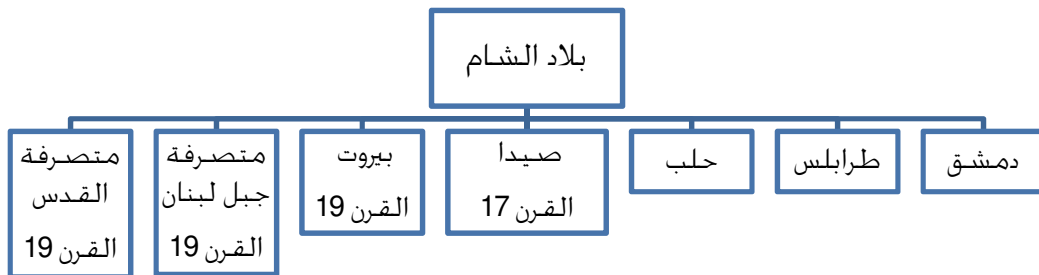 بلاد الشام
دمشق
طرابلس
حلب
صيدا
القرن 17
بيروت
القرن 19
متصرفة
جبل لبنان
القرن 19
متصرفة
القدس
القرن 19